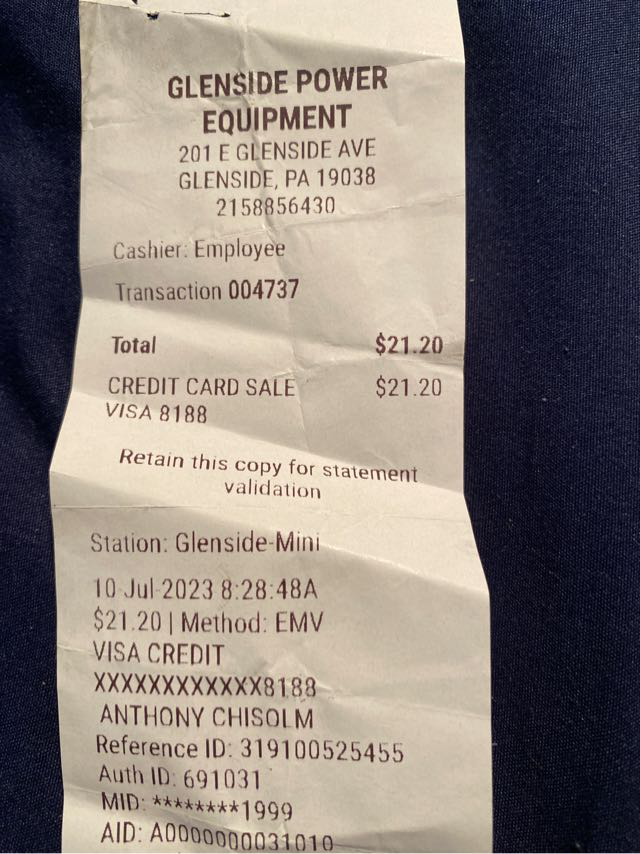 GLENSIDE POWER
EQUIPMENT
201 E GLENSIDE AVE
GLENSIDE, PA 19038
2158856430
Cashier: Employee
Transaction 004737
Total $21.20
CREDIT CARD SALE $21.20
VISA 8188
Retain this copy for statement
validation
Station: Glenside-Mini
10 Jul-2023 8:28:48A
$21.20 | Method: EMV
VISA CREDIT
XXXXXXXXXXXX8188
ANTHONY CHISOLM
Reference ID: 319100525455
Auth ID: 691031
MID: ********1999
AID: A0000000031010